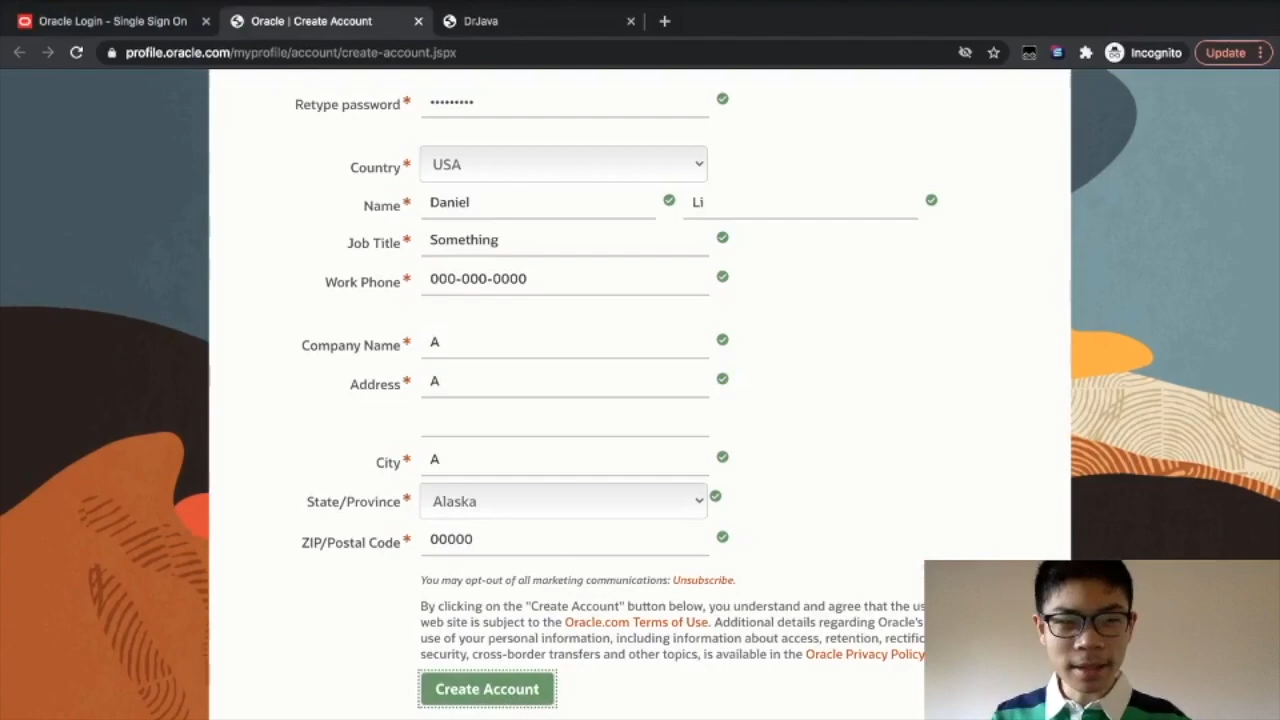 Oracle Login - Single Sign On
Oracle | Create Account
DrJava
profile.oracle.com/myprofile/account/create-account.jspx
Incognito
Update
Retype password*
•••••••••
Country*
USA
Name*
Daniel
Li
Job Title*
Something
Work Phone*
000-000-0000
Company Name*
A
Address*
A
City*
A
State/Province*
Alaska
ZIP/Postal Code*
00000
You may opt-out of all marketing communications: Unsubscribe.
By clicking on the "Create Account" button below, you understand and agree that the
web site is subject to the Oracle.com Terms of Use. Additional details regarding Oracle's
use of your personal information, including information about access, retention,
security, cross-border transfers and other topics, is available in the Oracle Privacy Policy
Create Account